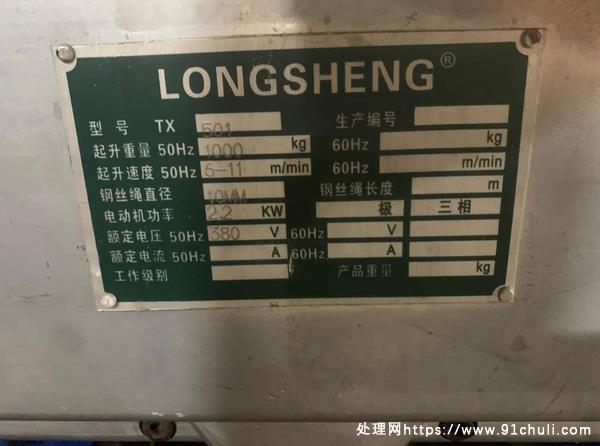 LONGSHENG®
型号 TX 501 生产编号
起升重量 50Hz 1000 kg 60Hz kg
起升速度 50Hz 6-11 m/min 60Hz m/min
钢丝绳直径 10MM 钢丝绳长度 m
电动机功率 2.2 KW 极 三相
额定电压 50Hz 380 V 60Hz V
额定电流 50Hz A 60Hz A
工作级别 产品重量 kg
处理网https://www.91chuli.com/